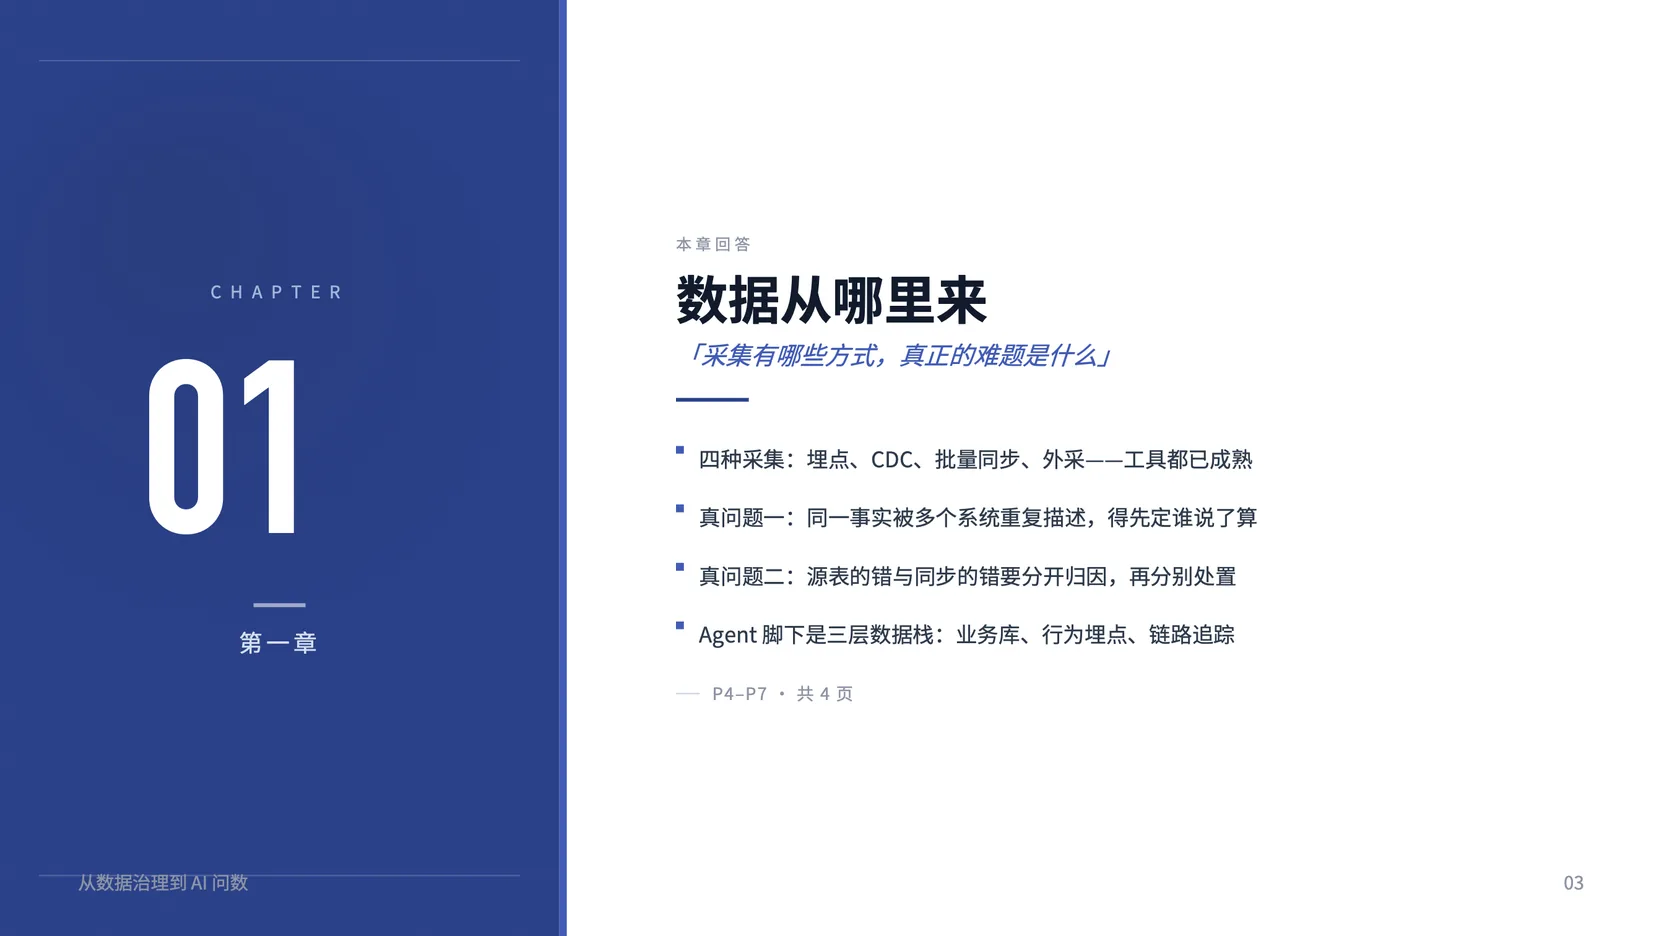 CHAPTER
01
第一章
从数据治理到 AI 问数
本章回答
数据从哪里来
「采集有哪些方式，真正的难题是什么」
四种采集：埋点、CDC、批量同步、外采——工具都已成熟
真问题一：同一事实被多个系统重复描述，得先定谁说了算
真问题二：源表的错与同步的错要分开归因，再分别处置
Agent 脚下是三层数据栈：业务库、行为埋点、链路追踪
P4–P7 · 共 4 页
03